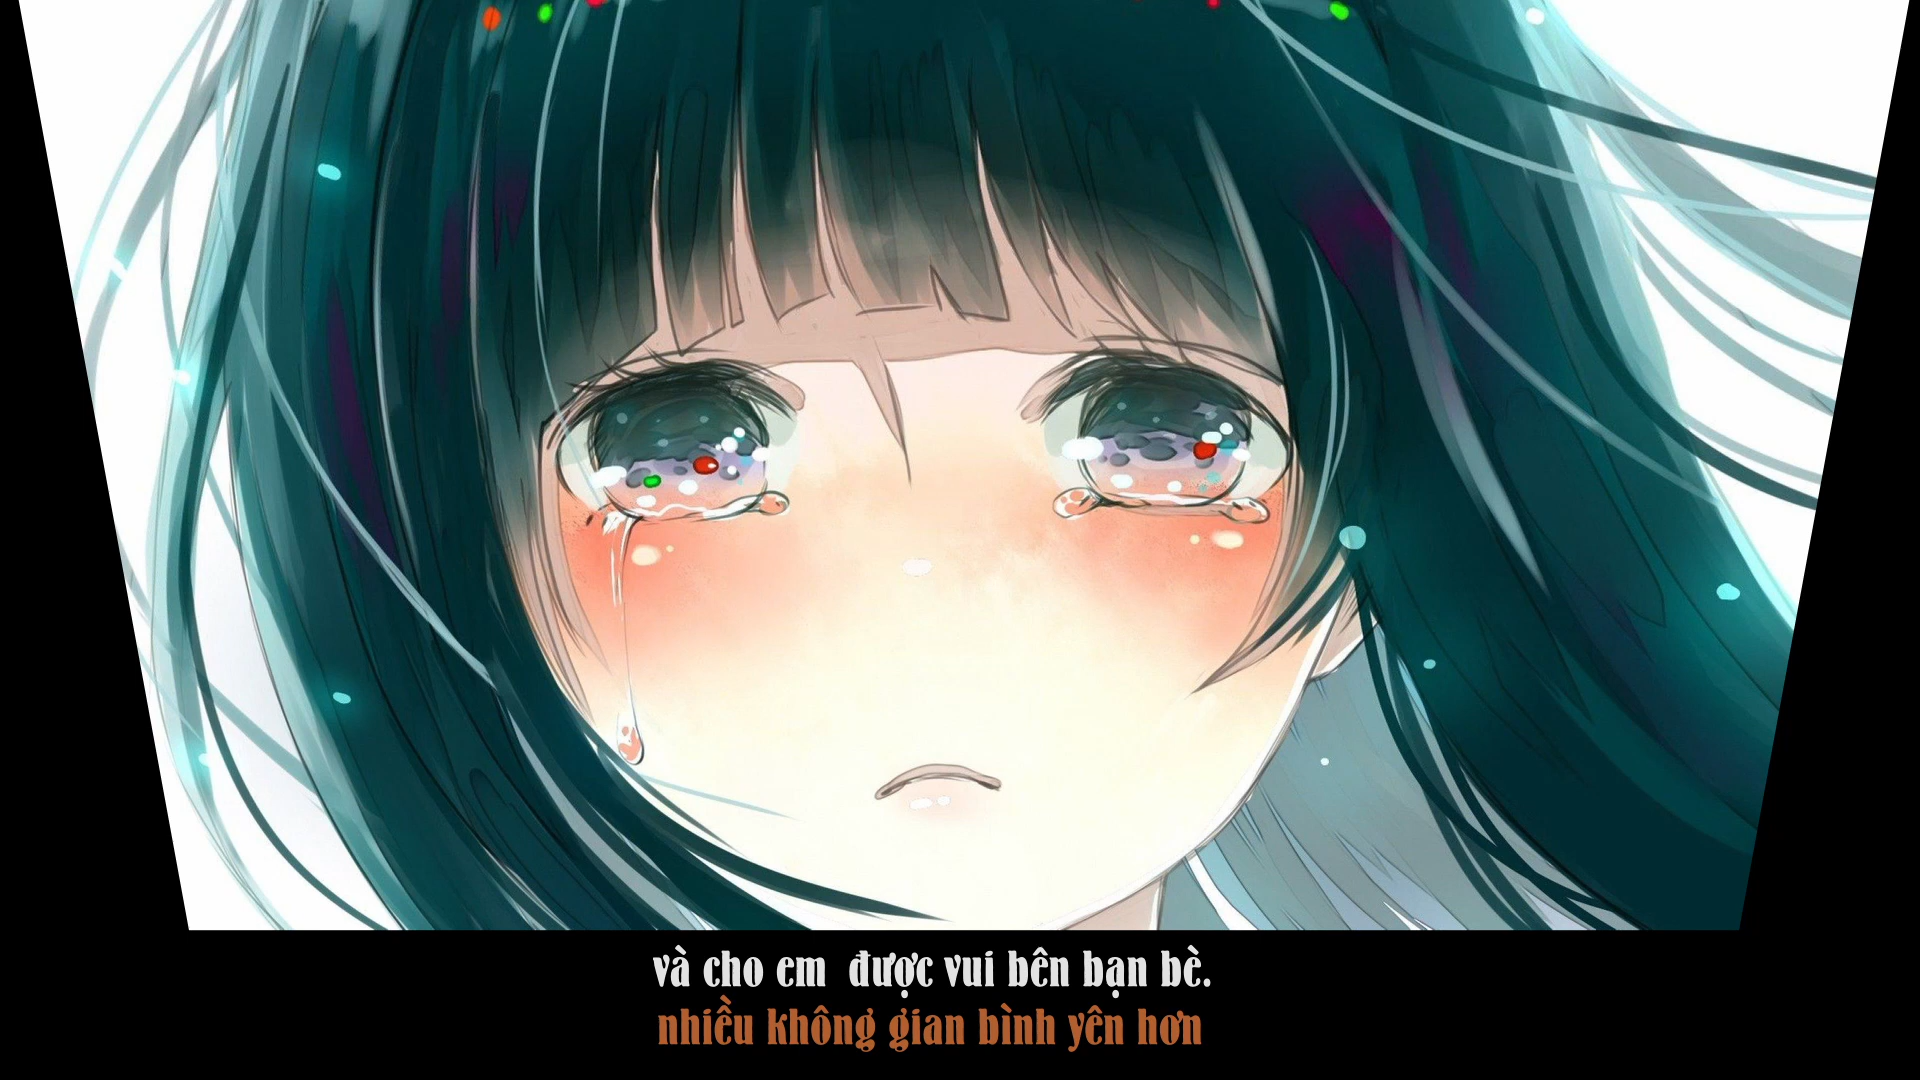 và cho em  được vui bên bạn bè.
nhiều không gian bình yên hơn